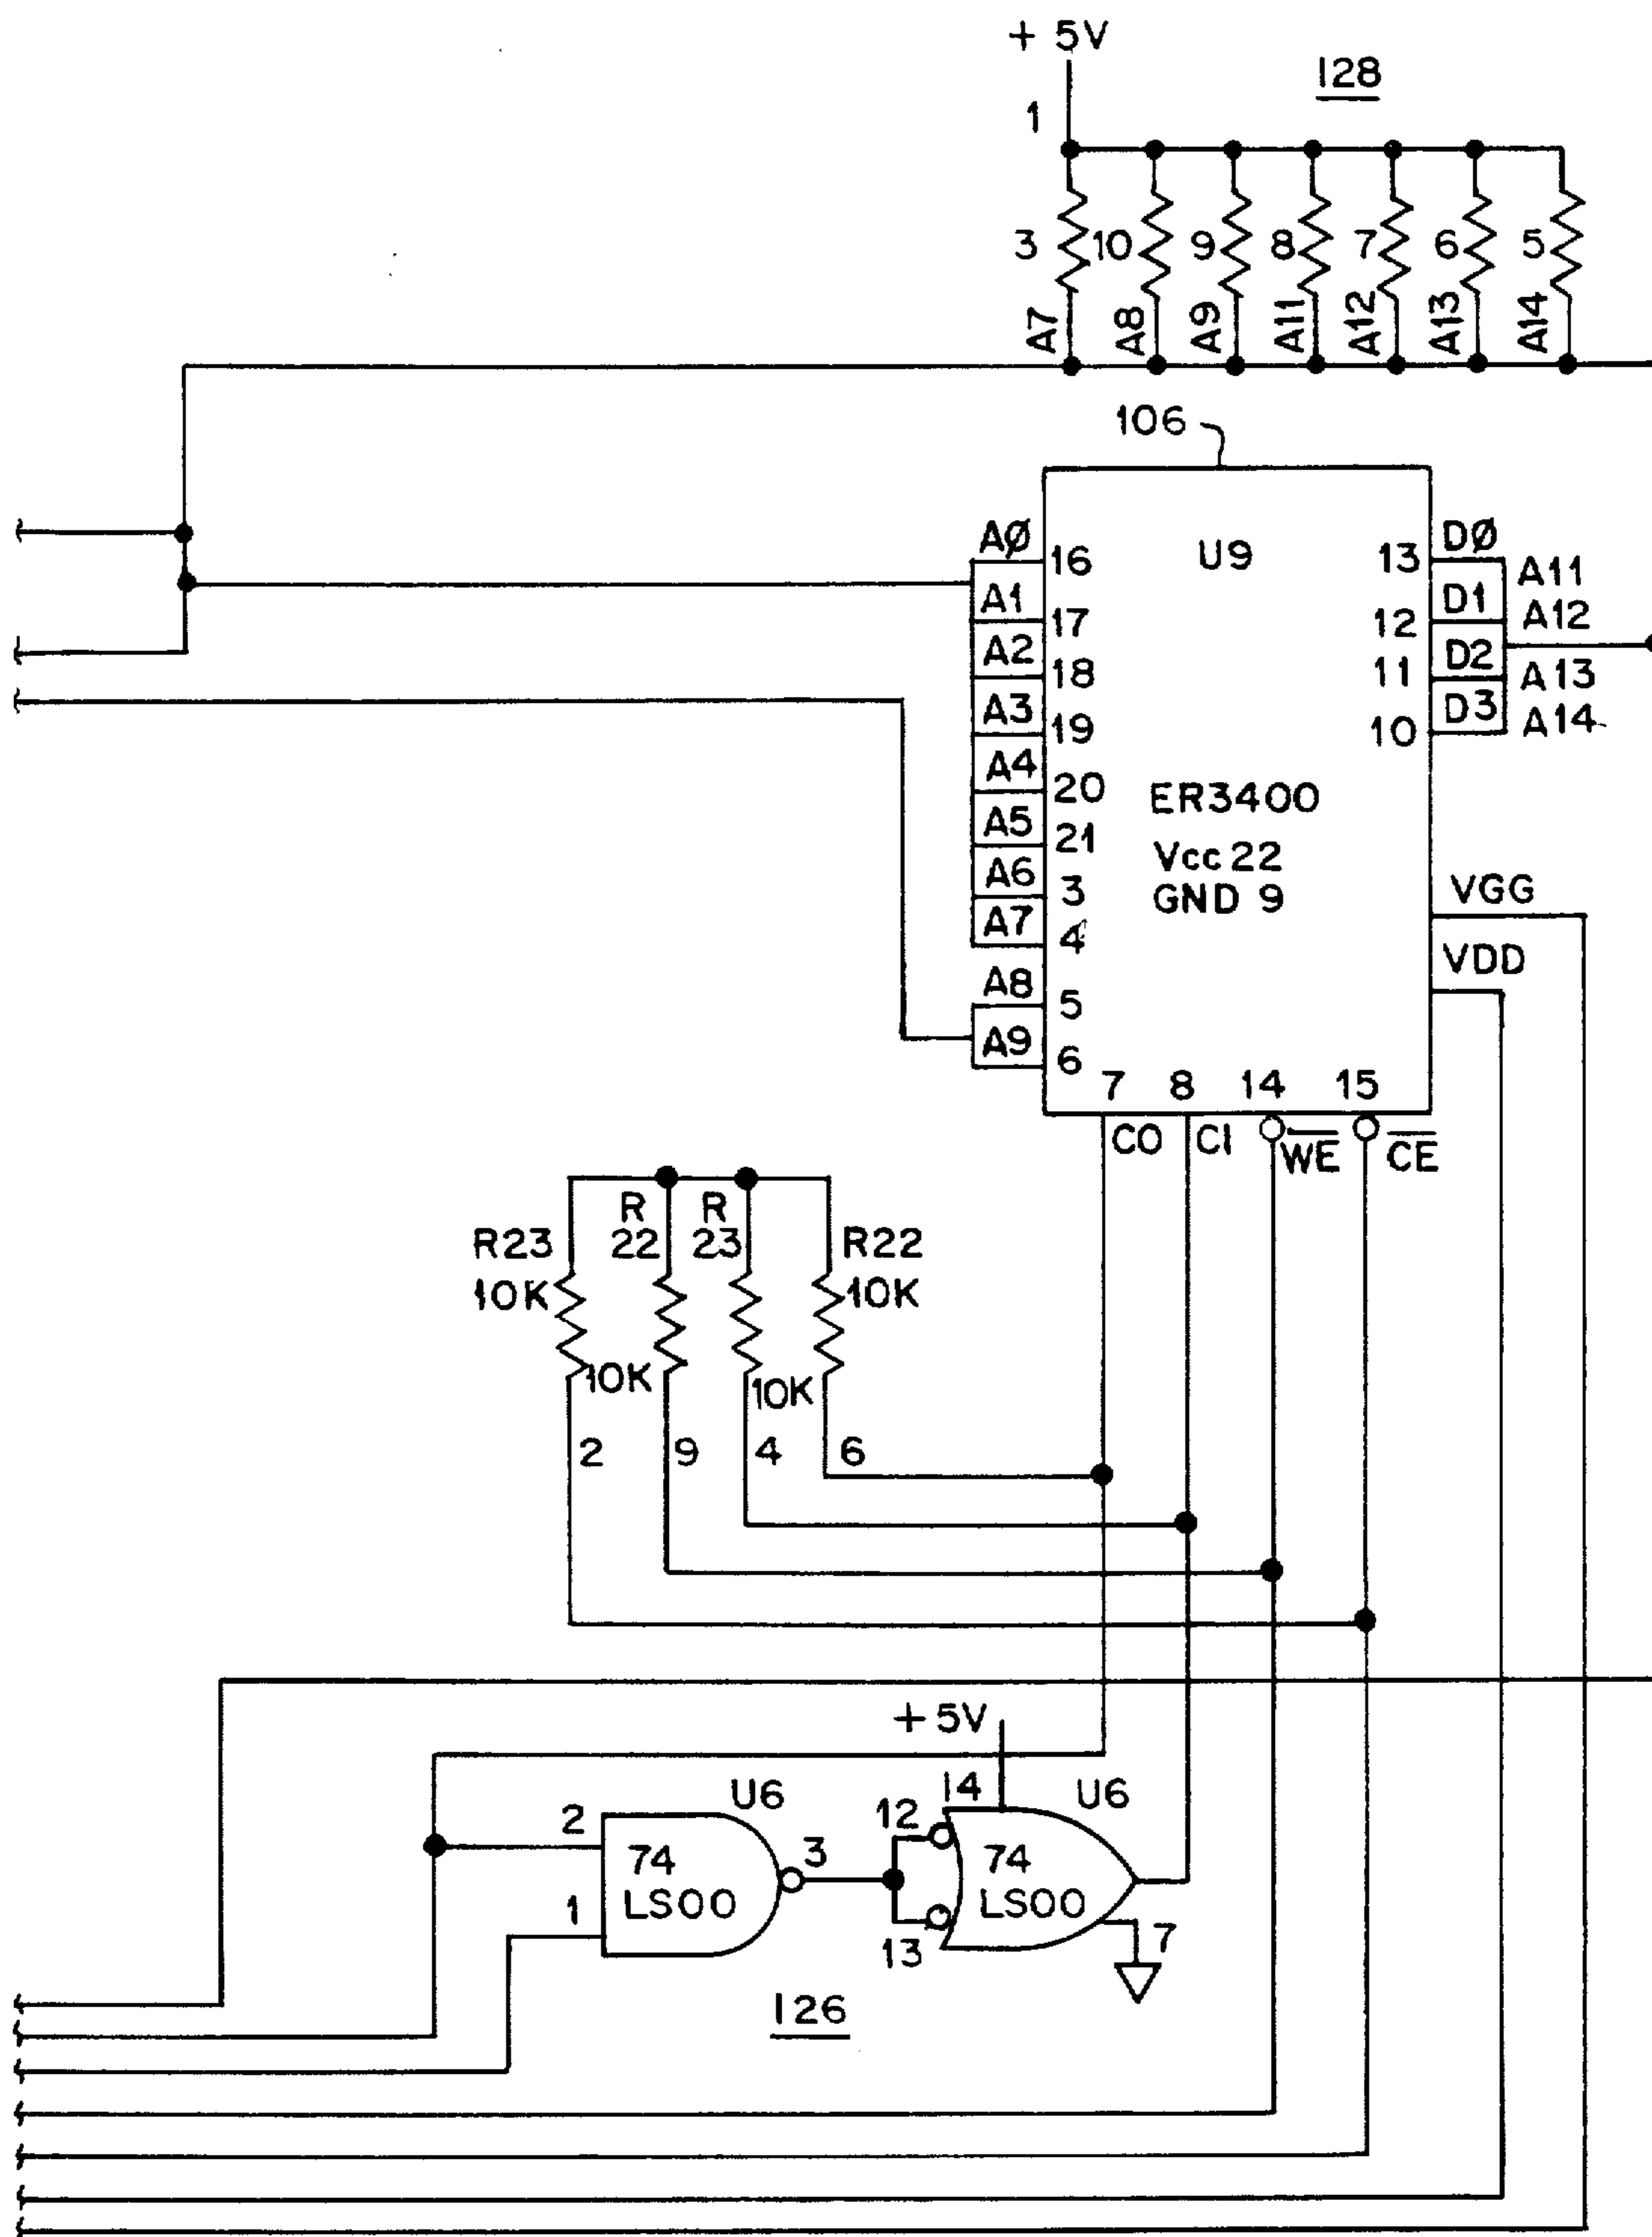 + 5V
128
1
3
10
9
8
7
6
5
A7
A8
A9
A11
A12
A13
A14
106
AØ
16
U9
13
DØ
A11
A1
17
12
D1
A12
A2
18
11
D2
A13
A3
19
10
D3
A14
A4
20
ER3400
A5
21
Vcc 22
A6
3
GND 9
VGG
A7
4
VDD
A8
5
A9
6
7
8
14
15
CO
CI
WE
CE
R23
R
22
R
23
R22
10K
10K
10K
10K
2
9
4
6
+ 5V
U6
14
U6
2
12
74
LS00
3
74
LS00
1
13
7
126